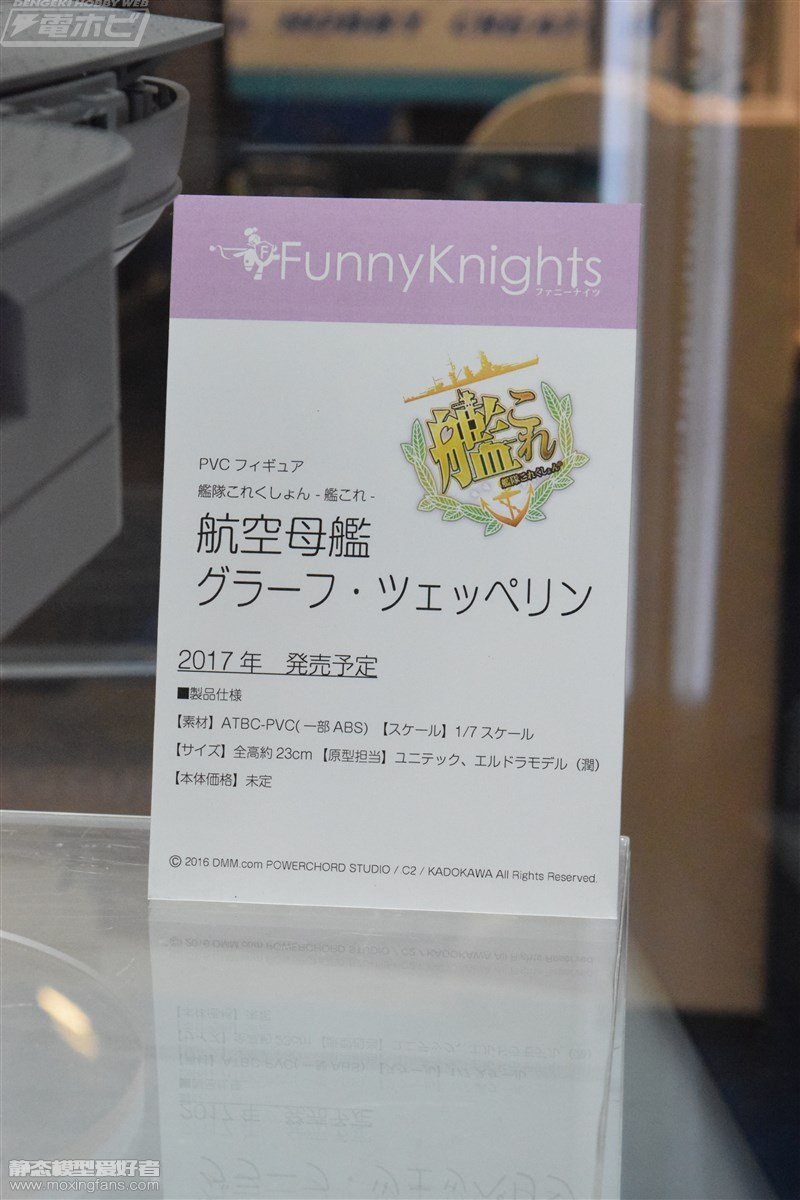 DENGEKI HOBBY WEB
電ホビ
HOBBY
FunnyKnights
ファニーナイツ
艦これ
艦隊これくしょん
PVC フィギュア
艦隊これくしょん - 艦これ -
航空母艦
グラーフ・ツェッペリン
2017 年　発売予定
■製品仕様
【素材】ATBC-PVC( 一部 ABS) 【スケール】1/7 スケール
【サイズ】全高約 23cm 【原型担当】ユニテック、エルドラモデル（潤）
【本体価格】未定
© 2016 DMM.com POWERCHORD STUDIO / C2 / KADOKAWA All Rights Reserved.
静态模型爱好者
www.moxingfans.com